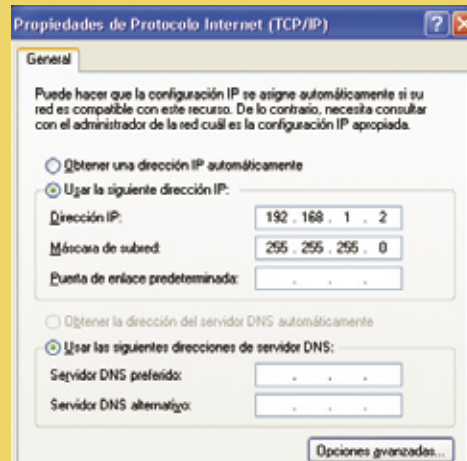 Propiedades de Protocolo Internet (TCP/IP)
General
Puede hacer que la configuración IP se asigne automáticamente si su
red es compatible con este recurso. De lo contrario, necesita consultar
con el administrador de la red cuál es la configuración IP apropiada.
Obtener una dirección IP automáticamente
Usar la siguiente dirección IP:
Dirección IP: 192 . 168 . 1 . 2
Máscara de subred: 255 . 255 . 255 . 0
Puerta de enlace predeterminada: . . .
Obtener la dirección del servidor DNS automáticamente
Usar las siguientes direcciones de servidor DNS:
Servidor DNS preferido: . . .
Servidor DNS alternativo: . . .
Opciones avanzadas...